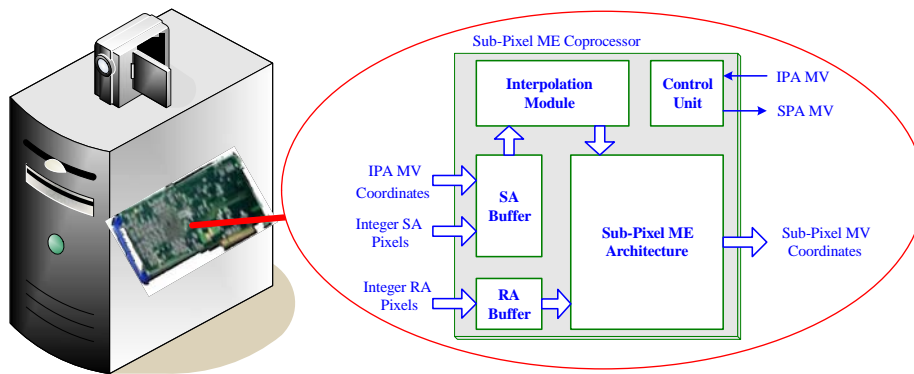 Sub-Pixel ME Coprocessor
Interpolation
Module
Control
Unit
IPA MV
SPA MV
IPA MV
Coordinates
SA
Buffer
Integer SA
Pixels
Sub-Pixel ME
Architecture
Sub-Pixel MV
Coordinates
Integer RA
Pixels
RA
Buffer